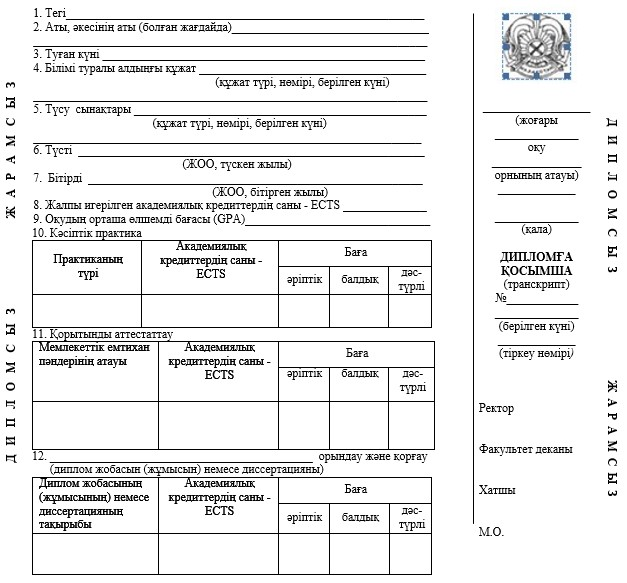 1. Тегі
2. Аты, әкесінің аты (болған жағдайда)
3. Туған күні
4. Білімі туралы алдыңғы құжат
(құжат түрі, нөмірі, берілген күні)
5. Түсу сынақтары
(құжат түрі, нөмірі, берілген күні)
6. Түсті
(ЖОО, түскен жылы)
7. Бітірді
(ЖОО, бітірген жылы)
8. Жалпы игерілген академиялық кредиттердің саны - ECTS
9. Оқудың орташа өлшемді бағасы (GPA)
10. Кәсіптік практика
Практиканың түрі
Академиялық кредиттердің саны - ECTS
Баға
әріптік
балдық
дәс-түрлі
11. Қорытынды аттестаттау
Мемлекеттік емтихан пәндерінің атауы
Академиялық кредиттердің саны - ECTS
Баға
әріптік
балдық
дәс-түрлі
12. орындау және қорғау
(диплом жобасын (жұмысын) немесе диссертацияны)
Диплом жобасының (жұмысының) немесе диссертацияның тақырыбы
Академиялық кредиттердің саны - ECTS
Баға
әріптік
балдық
дәс-түрлі
ДИПЛОМСЫЗ ЖАРАМСЫЗ
(жоғары
оқу
орнының атауы)
(қала)
ДИПЛОМҒА
ҚОСЫМША
(транскрипт)
№
(берілген күні)
(тіркеу нөмірі)
Ректор
Факультет деканы
Хатшы
М.О.
ДИПЛОМСЫЗ
ЖАРАМСЫЗ